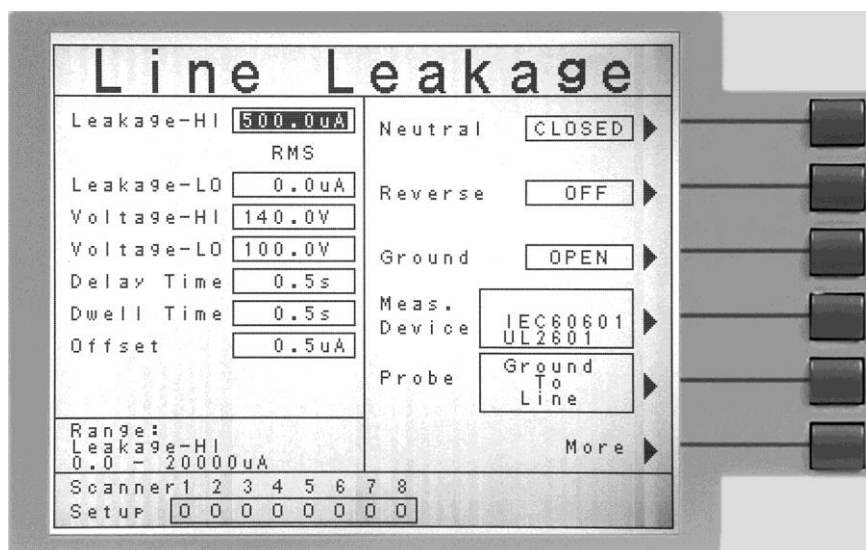 Line Leakage
Leakage-HI 500.0uA
RMS
Leakage-LO 0.0uA
Voltage-HI 140.0V
Voltage-LO 100.0V
Delay Time 0.5s
Dwell Time 0.5s
Offset 0.5uA
Neutral CLOSED
Reverse OFF
Ground OPEN
Meas.
Device IEC60601
UL2601
Probe Ground
To
Line
More
Range:
Leakage-HI
0.0 - 20000uA
Scanner 1 2 3 4 5 6 7 8
Setup 0 0 0 0 0 0 0 0